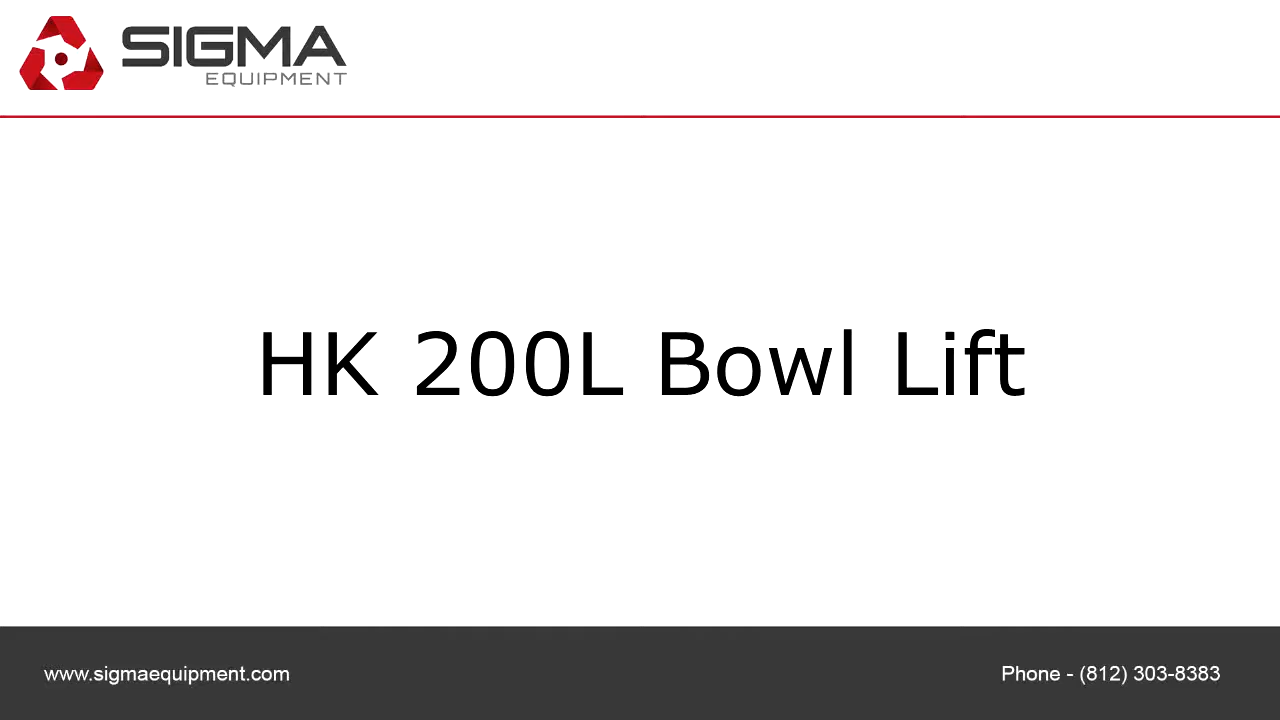 SIGMA
EQUIPMENT
HK 200L Bowl Lift
www.sigmaequipment.com
Phone - (812) 303-8383